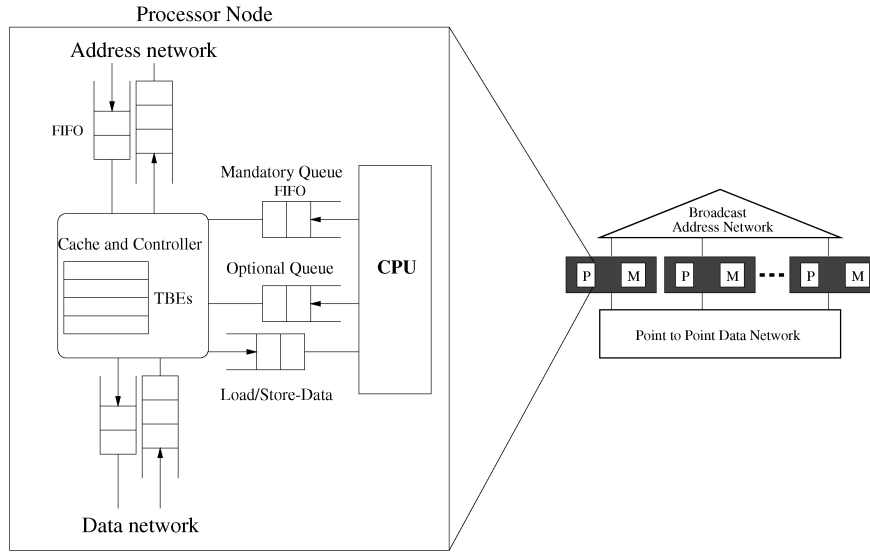 Processor Node
Address network
FIFO
Mandatory Queue
FIFO
Cache and Controller
TBEs
Optional Queue
CPU
Load/Store-Data
Data network
Broadcast
Address Network
P M P M P M
Point to Point Data Network